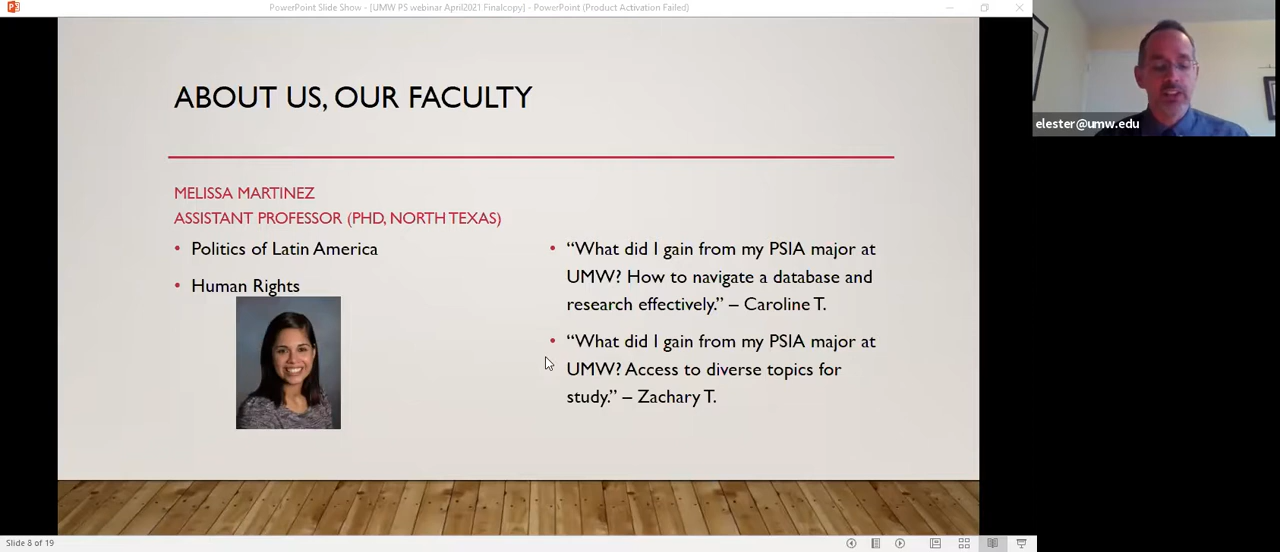 PowerPoint Slide Show - [UMW PS webinar April2021 Finalcopy] - PowerPoint (Product Activation Failed)
elester@umw.edu
ABOUT US, OUR FACULTY
MELISSA MARTINEZ
ASSISTANT PROFESSOR (PHD, NORTH TEXAS)
• Politics of Latin America
• Human Rights
• “What did I gain from my PSIA major at
UMW? How to navigate a database and
research effectively.” – Caroline T.
• “What did I gain from my PSIA major at
UMW? Access to diverse topics for
study.” – Zachary T.
Slide 8 of 19